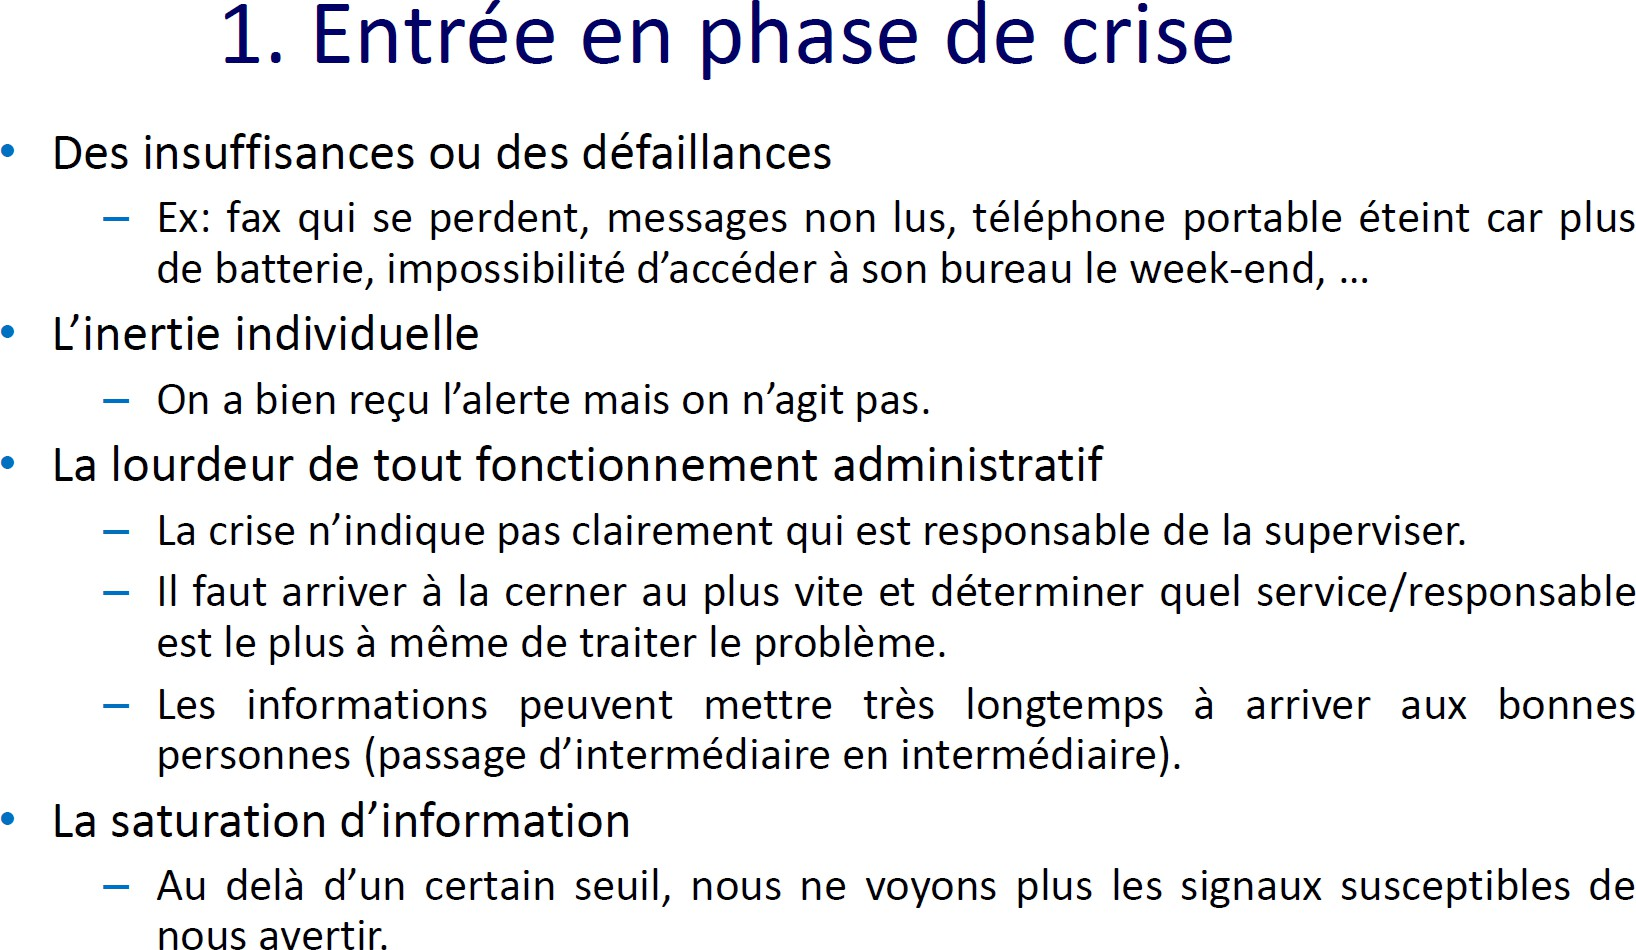 1. Entrée en phase de crise
• Des insuffisances ou des défaillances
– Ex: fax qui se perdent, messages non lus, téléphone portable éteint car plus
de batterie, impossibilité d’accéder à son bureau le week-end, …
• L’inertie individuelle
– On a bien reçu l’alerte mais on n’agit pas.
• La lourdeur de tout fonctionnement administratif
– La crise n’indique pas clairement qui est responsable de la superviser.
– Il faut arriver à la cerner au plus vite et déterminer quel service/responsable
est le plus à même de traiter le problème.
– Les informations peuvent mettre très longtemps à arriver aux bonnes
personnes (passage d’intermédiaire en intermédiaire).
• La saturation d’information
– Au delà d’un certain seuil, nous ne voyons plus les signaux susceptibles de
nous avertir.